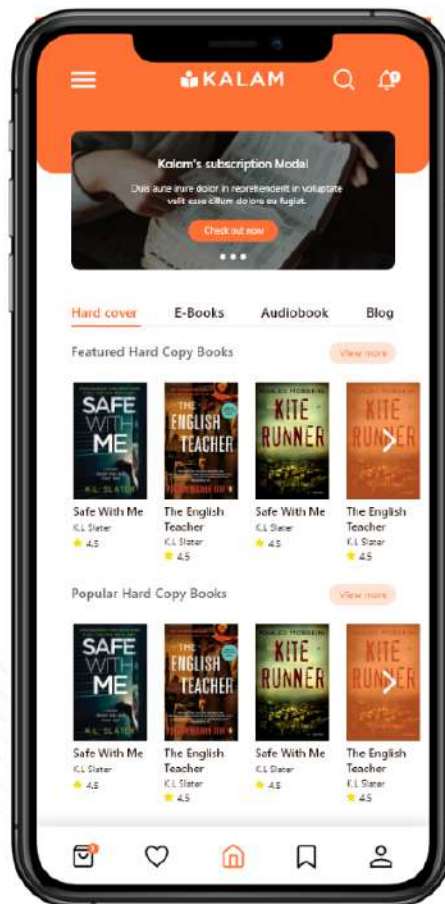 KALAM
Kalam's subscription Modal
Duis aute irure dolor in reprehenderit in voluptate
velit esse cillum dolore eu fugiat.
Check out now
Hard cover E-Books Audiobook Blog
Featured Hard Copy Books View more
SAFE WITH ME
THE ENGLISH TEACHER
KITE RUNNER
KITE RUNNER
Safe With Me The English Teacher Safe With Me The English Teacher
K.L Slater K.L Slater K.L Slater K.L Slater
4.5 4.5 4.5 4.5
Popular Hard Copy Books View more
SAFE WITH ME
K.L. SLATER
THE ENGLISH TEACHER
KITE RUNNER
KITE RUNNER
Safe With Me The English Teacher Safe With Me The English Teacher
K.L Slater K.L Slater K.L Slater K.L Slater
4.5 4.5 4.5 4.5